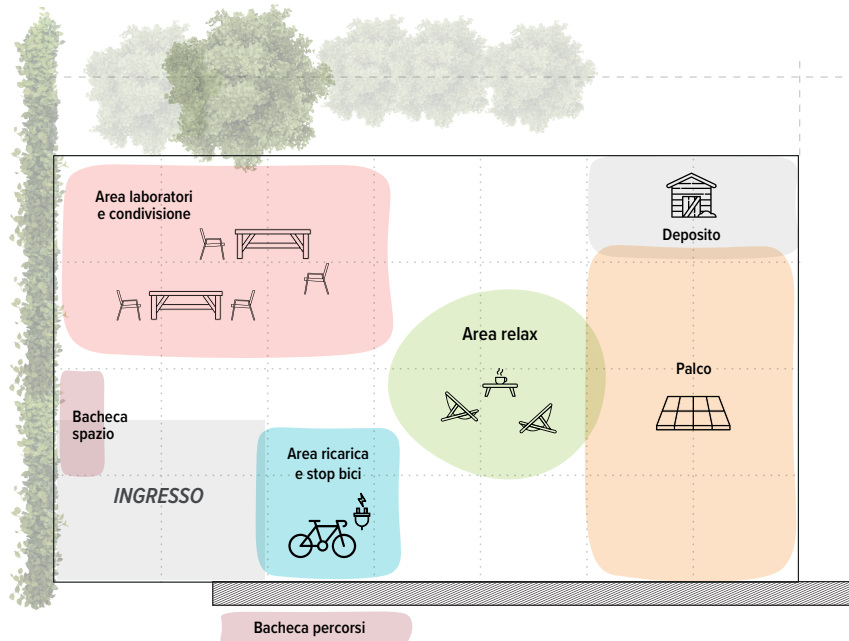 Area laboratori
e condivisione
Deposito
Area relax
Palco
Bacheca
spazio
Area ricarica
e stop bici
INGRESSO
Bacheca percorsi